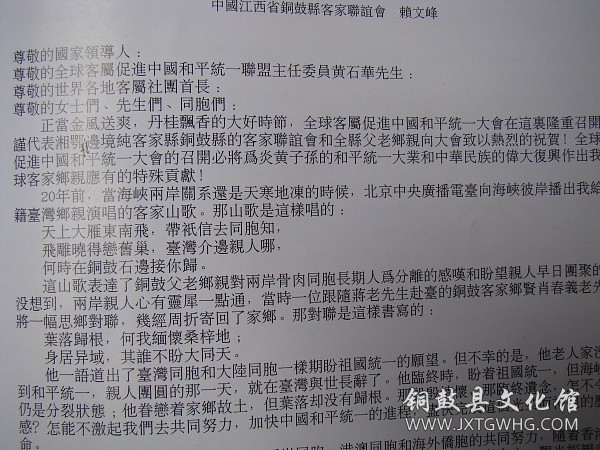 中國江西省銅鼓縣客家聯誼會　賴文峰
尊敬的國家領導人：
尊敬的全球客屬促進中國和平統一聯盟主任委員黄石華先生：
尊敬的世界各地客屬社團首長：
尊敬的女士們、先生們、同胞們：
正當金風送爽，丹桂飄香的大好時節，全球客屬促進中國和平統一大會在這裏隆重召開
謹代表湘鄂邊境純客家縣銅鼓縣的客家聯誼會和全縣父老鄉親向大會致以熱烈的祝賀！全球
促進中國和平統一大會的召開必將爲炎黄子孫的和平統一大業和中華民族的偉大復興作出我
球客家鄉親應有的特殊貢獻！
20年前，當海峽兩岸關系還是天寒地凍的時候，北京中央廣播電臺向海峽彼岸播出我給
籍臺灣鄉親演唱的客家山歌。那山歌是這樣唱的：
天上大雁東南飛，帶衹信去同胞知，
飛雕曉得戀舊巢，臺灣介邊親人哪，
何時在銅鼓石邊接你歸。
這山歌表達了銅鼓父老鄉親對兩岸骨肉同胞長期人爲分離的感嘆和盼望親人早日團聚的
没想到，兩岸親人心有靈犀一點通，當時一位跟隨蔣老先生赴臺的銅鼓客家鄉賢肖春義老先
將一幅思鄉對聯，幾經周折寄回了家鄉。那對聯是這樣書寫的：
葉落歸根，何我緬懷桑梓地；
身居异域，其誰不盼大同天。
他一語道出了臺灣同胞和大陸同胞一樣期盼祖國統一的願望。但不幸的是，他老人家没
到和平統一，親人團圓的那一天，就在臺灣與世長辭了。他臨終時，盼着祖國統一，但海峽
仍是分裂狀態；他眷戀着家鄉故土，但葉落却没有歸根。
感？怎能不激起我們去共同努力，加快中國和平統一的進程
命。
港澳同胞和海外僑胞的共同努力，隨着香港
铜鼓县文化馆
WWW.JXTGWHG.COM